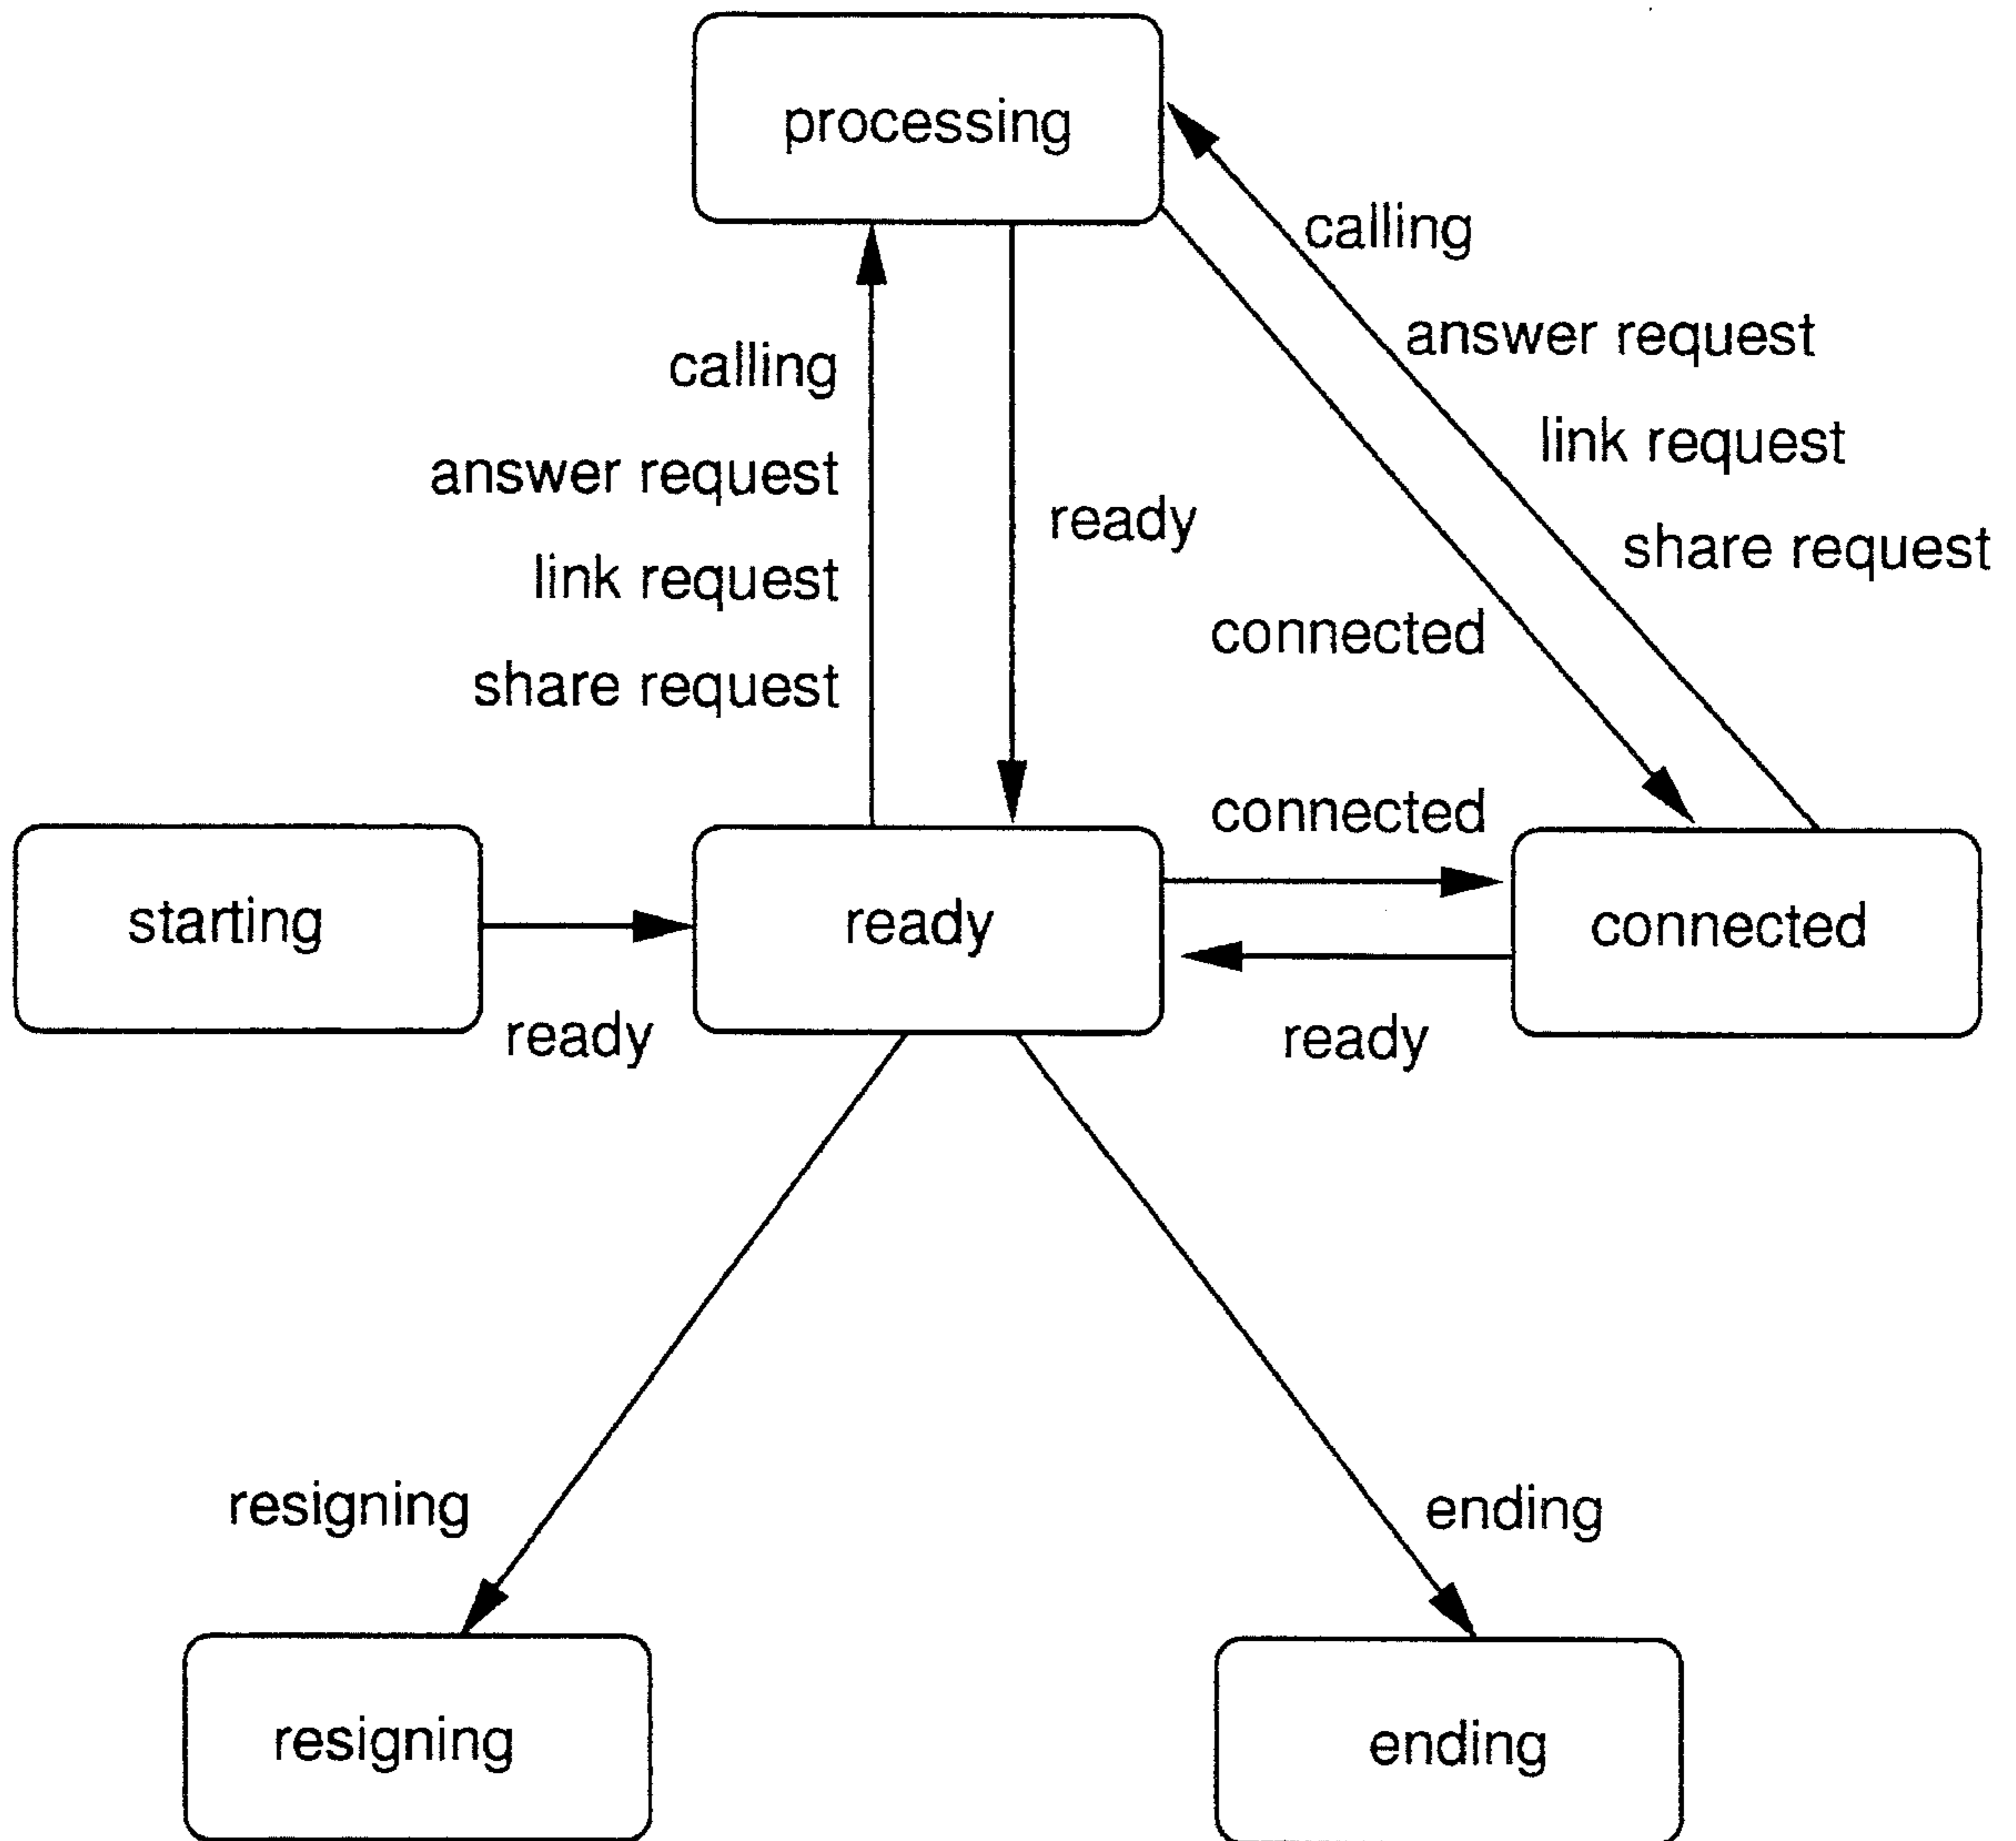 processing
calling
answer request
link request
share request
ready
calling
answer request
link request
share request
connected
connected
starting
ready
connected
ready
ready
resigning
ending
resigning
ending